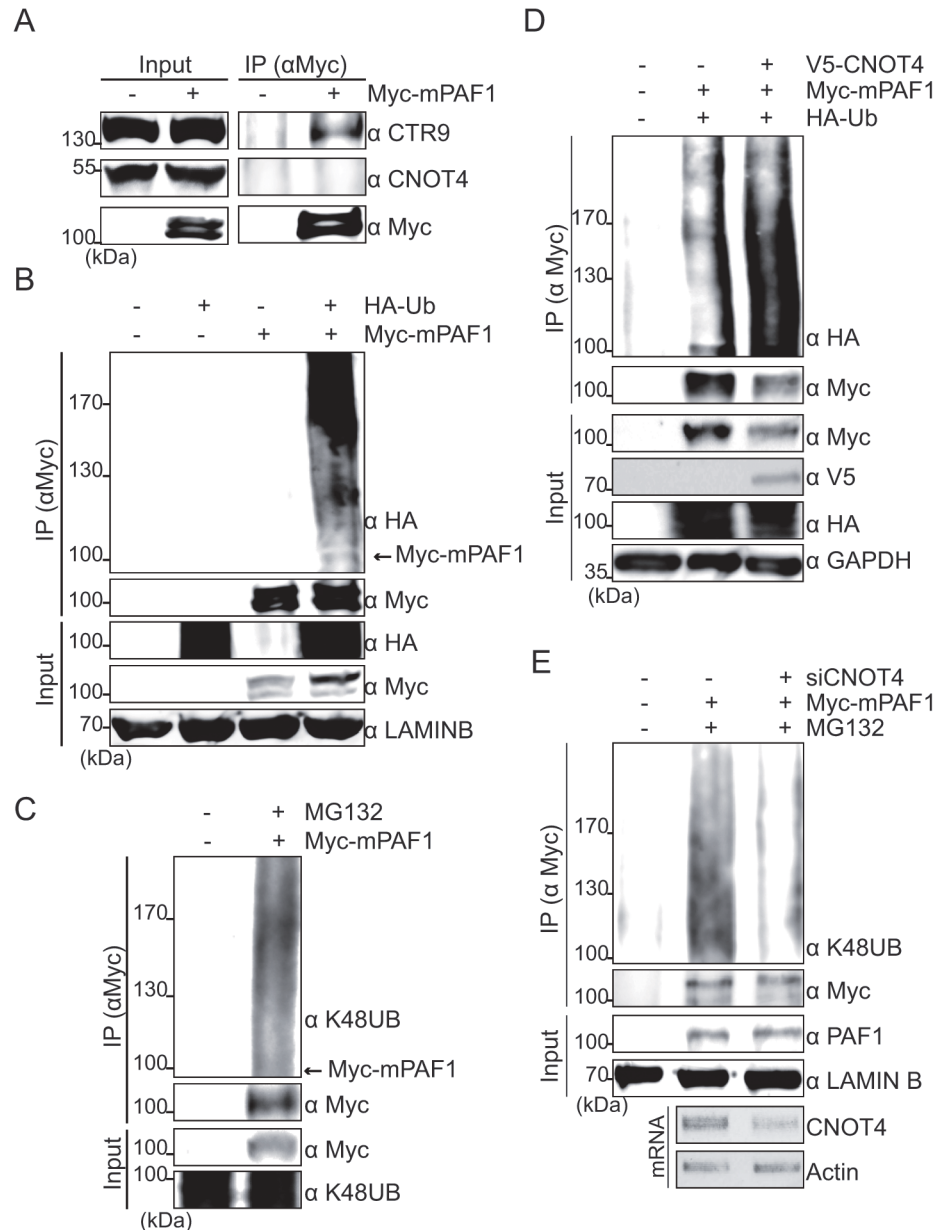 A
Input IP (αMyc)
- + - + Myc-mPAF1
130 α CTR9
55 α CNOT4
100 α Myc
(kDa)
B
- + - + HA-Ub
- - + + Myc-mPAF1
IP (αMyc)
170
130
α HA
100 ←Myc-mPAF1
100 α Myc
Input
100 α HA
100 α Myc
70 α LAMINB
(kDa)
C
- + MG132
- + Myc-mPAF1
IP (αMyc)
170
130
α K48UB
100 ←Myc-mPAF1
100 α Myc
Input
100 α Myc
100 α K48UB
(kDa)
D
- - + V5-CNOT4
- + + Myc-mPAF1
- + + HA-Ub
IP (α Myc)
170
130
100 α HA
100 α Myc
Input
100 α Myc
70 α V5
100 α HA
35 α GAPDH
(kDa)
E
- - + siCNOT4
- + + Myc-mPAF1
- + + MG132
IP (α Myc)
170
130
100 α K48UB
100 α Myc
Input
100 α PAF1
70 α LAMIN B
(kDa)
mRNA
CNOT4
Actin